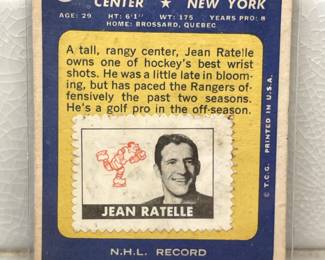 CENTER ★ NEW YORK
AGE: 29 HT: 6'1" WT: 175 YEARS PRO: 8
HOME: BROSSARD, QUEBEC
A tall, rangy center, Jean Ratelle
owns one of hockey's best wrist
shots. He was a little late in bloom-
ing, but has paced the Rangers of-
fensively the past two seasons.
He's a golf pro in the off-season.
JEAN RATELLE
© T.C.G. PRINTED IN U.S.A.
N.H.L. RECORD